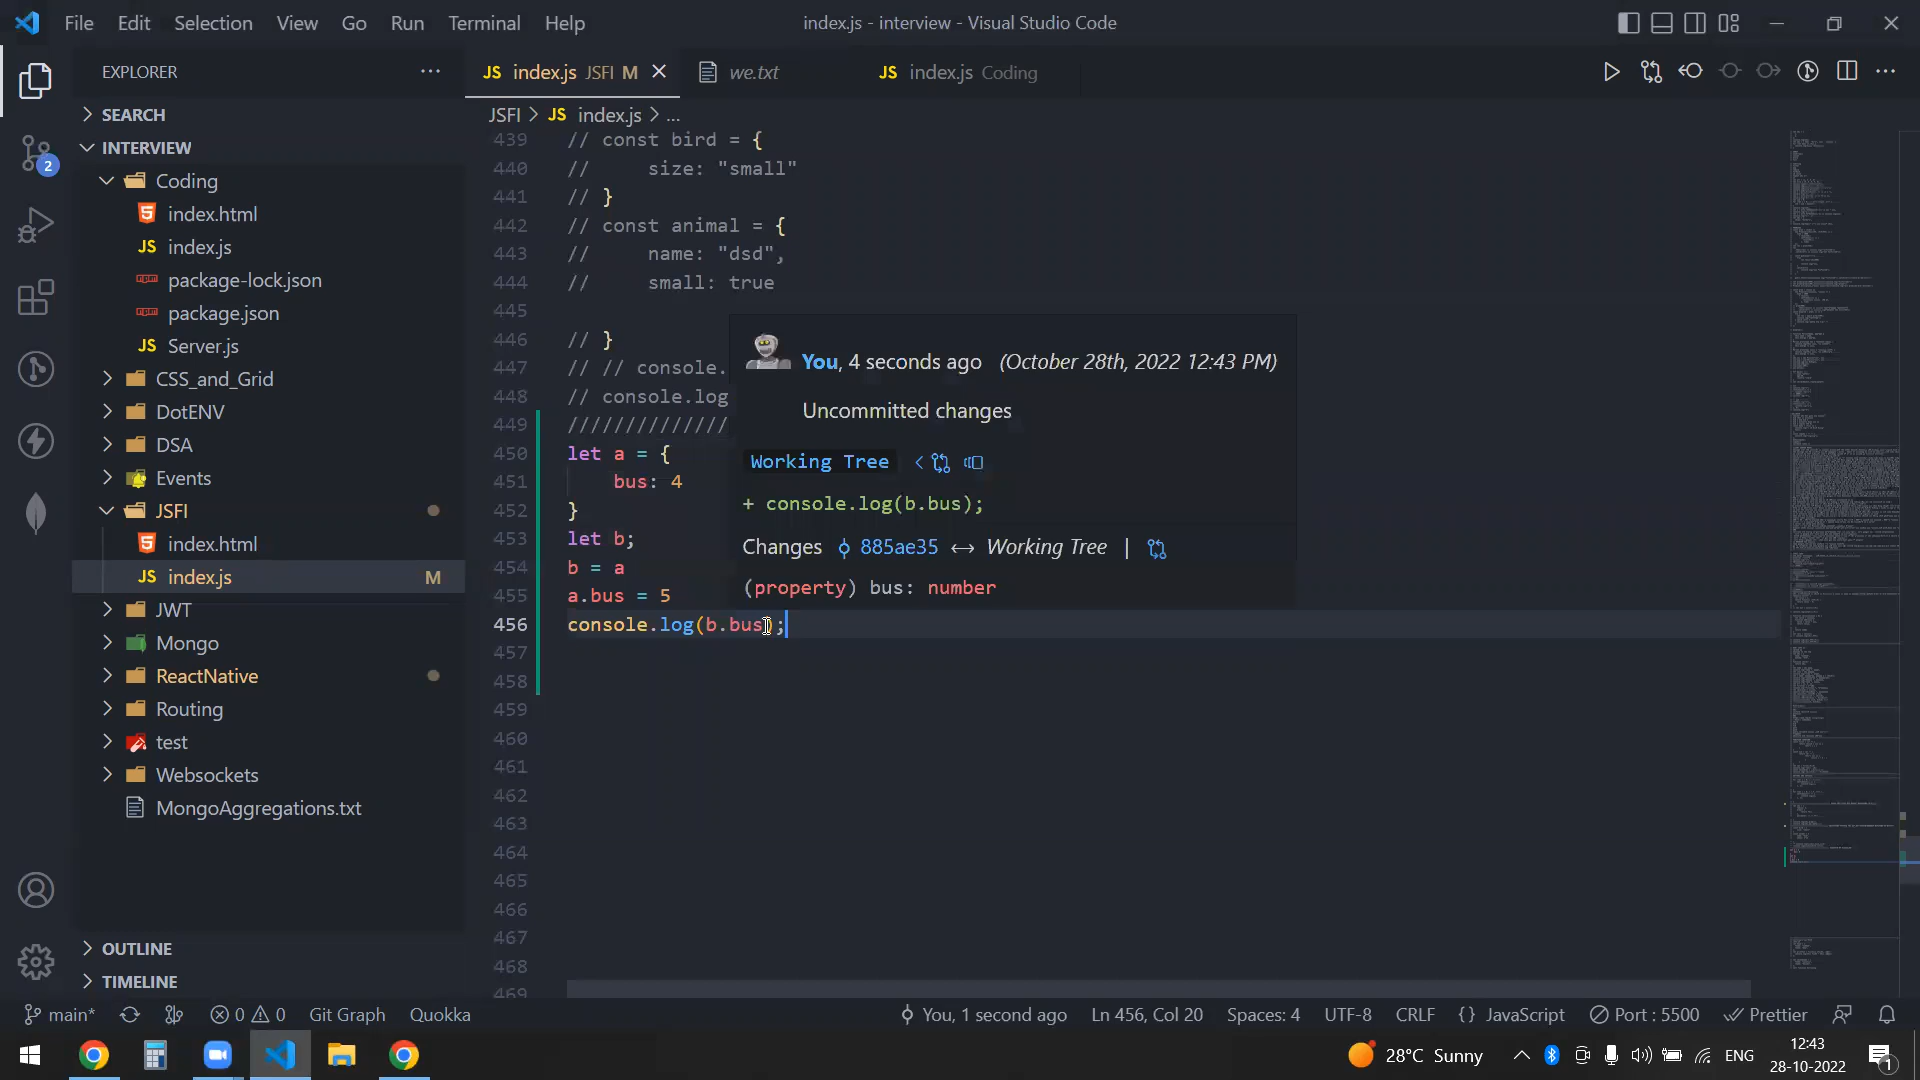 File Edit Selection View Go Run Terminal Help
index.js - interview - Visual Studio Code
EXPLORER
SEARCH
INTERVIEW
Coding
index.html
JS index.js
package-lock.json
package.json
JS Server.js
CSS_and_Grid
DotENV
DSA
Events
JSFI
index.html
JS index.js M
JWT
Mongo
ReactNative
Routing
test
Websockets
MongoAggregations.txt
OUTLINE
TIMELINE
2
JS index.js JSFI M
we.txt
JS index.js Coding
JSFI > JS index.js > ...
439 // const bird = {
440 // size: "small"
441 // }
442 // const animal = {
443 // name: "dsd",
444 // small: true
445
446 // }
447 // // console.
448 // console.log
449 //////////////
450 let a = {
451 bus: 4
452 }
453 let b;
454 b = a
455 a.bus = 5
456 console.log(b.bus);
457
458
459
460
461
462
463
464
465
466
467
468
469
You, 4 seconds ago (October 28th, 2022 12:43 PM)
Uncommitted changes
Working Tree
+ console.log(b.bus);
Changes 885ae35 ↔ Working Tree |
(property) bus: number
main* 0 0 Git Graph Quokka
You, 1 second ago Ln 456, Col 20 Spaces: 4 UTF-8 CRLF {} JavaScript Port : 5500 Prettier
28°C Sunny
ENG
12:43
28-10-2022
1